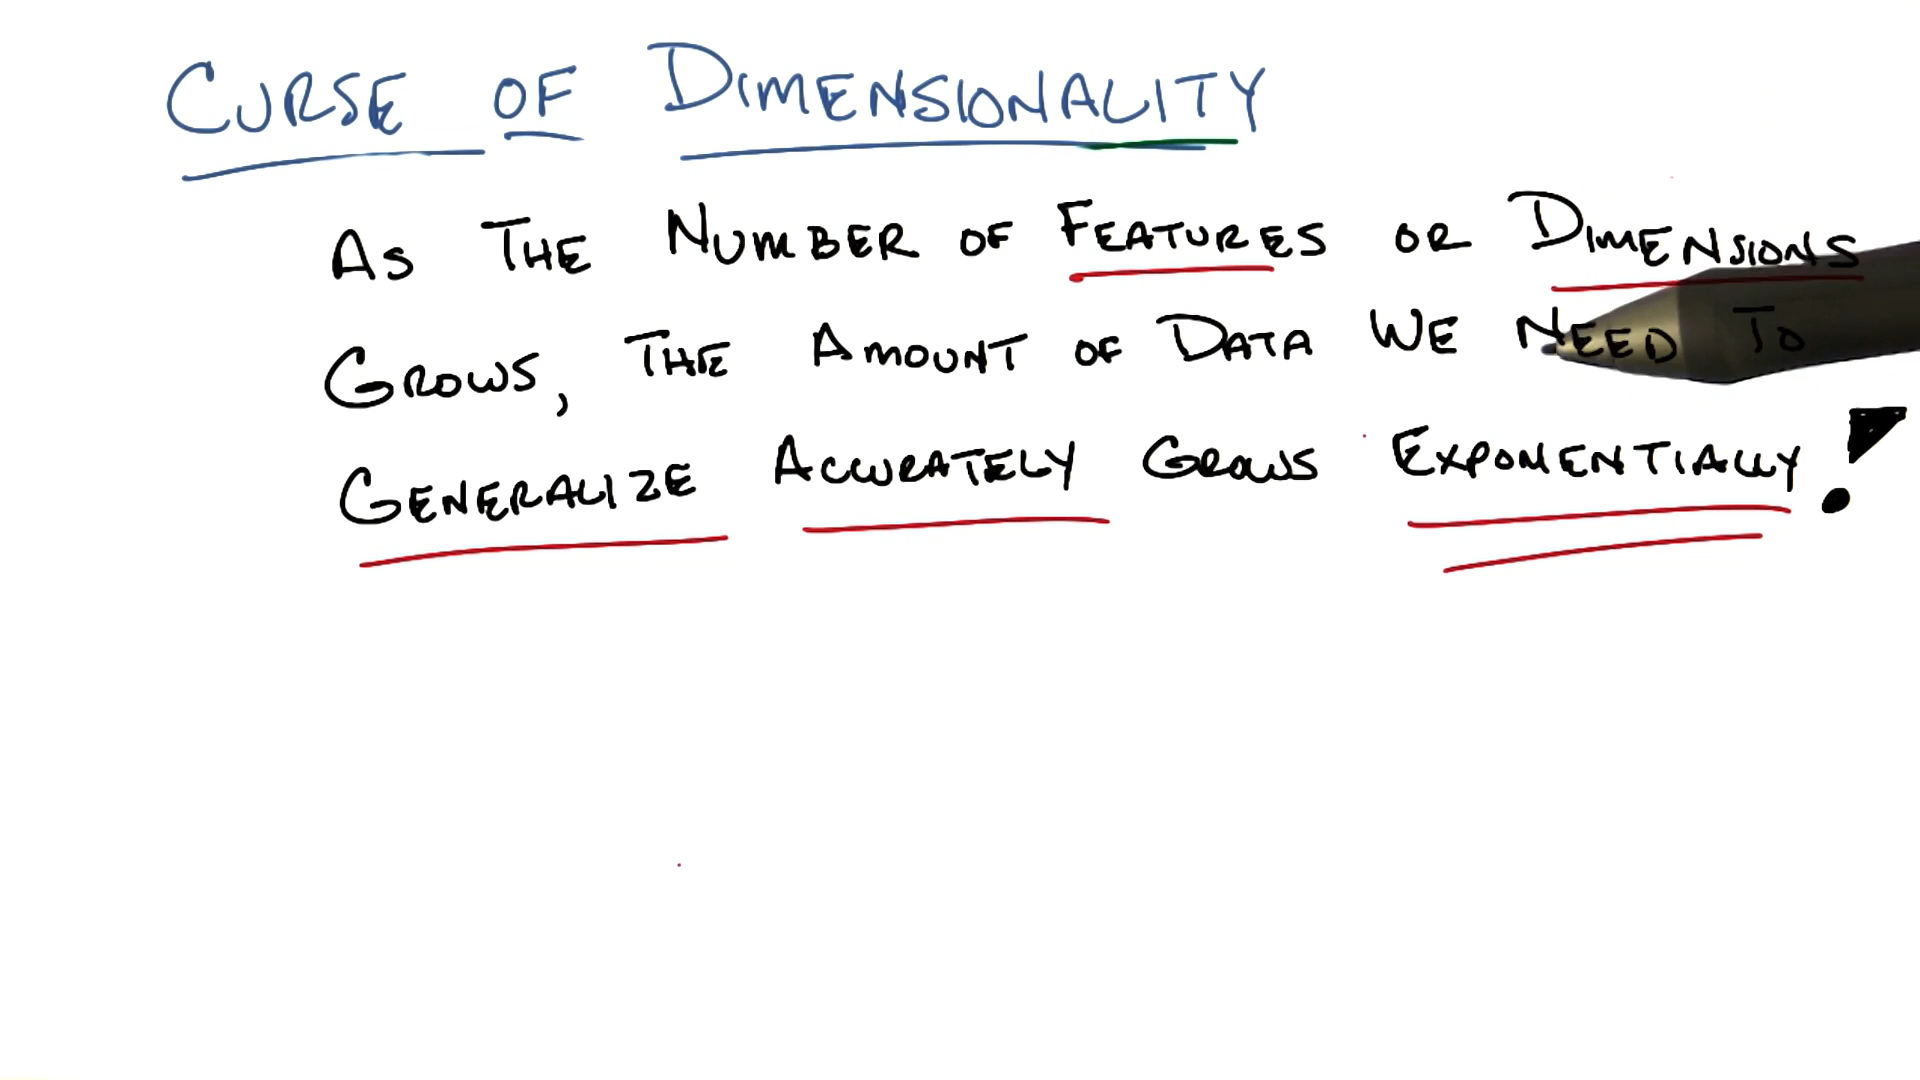 CURSE OF DIMENSIONALITY
AS THE NUMBER OF FEATURES OR DIMENSIONS
GROWS, THE AMOUNT OF DATA WE NEED TO
GENERALIZE ACCURATELY GROWS EXPONENTIALLY!